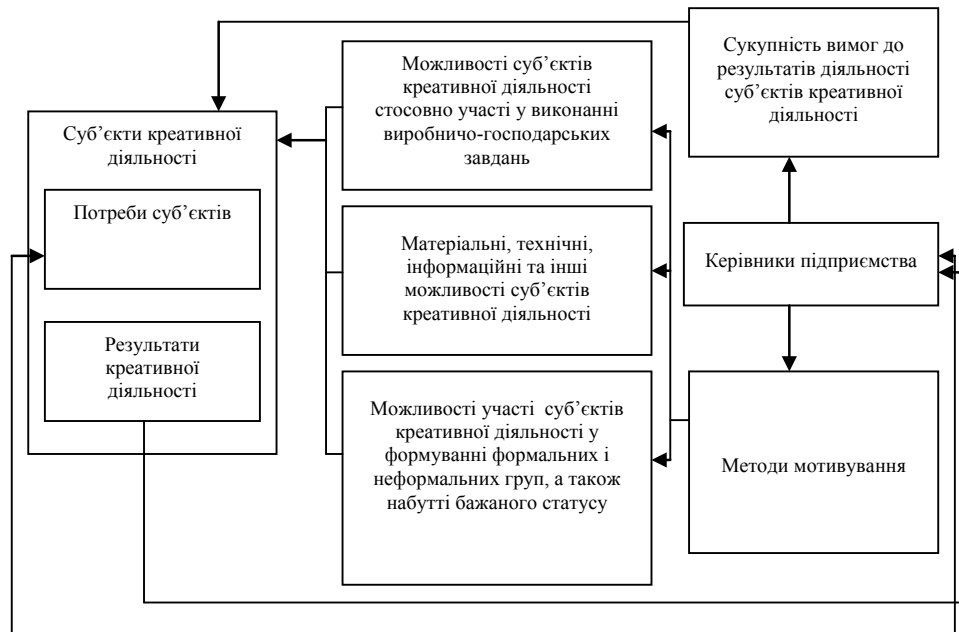 Суб’єкти креативної
діяльності
Потреби суб’єктів
Результати
креативної
діяльності
Можливості суб’єктів
креативної діяльності
стосовно участі у виконанні
виробничо-господарських
завдань
Матеріальні, технічні,
інформаційні та інші
можливості суб’єктів
креативної діяльності
Можливості участі суб’єктів
креативної діяльності у
формуванні формальних і
неформальних груп, а також
набутті бажаного статусу
Сукупність вимог до
результатів діяльності
суб’єктів креативної
діяльності
Керівники підприємства
Методи мотивування